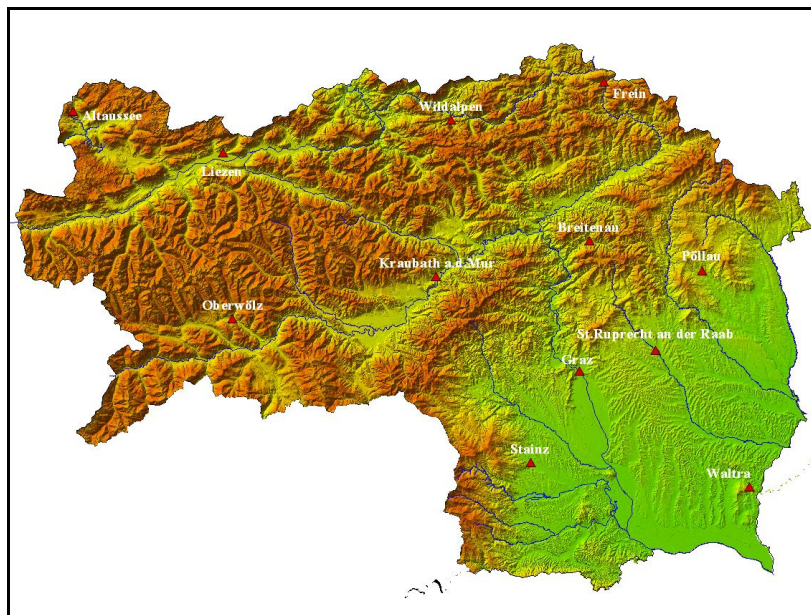 Frein
Wildalpen
Altaussee
Liezen
Breitenau
Pöllau
Kraubath a.d.Mur
Oberwölz
St.Ruprecht an der Raab
Graz
Stainz
Waltra